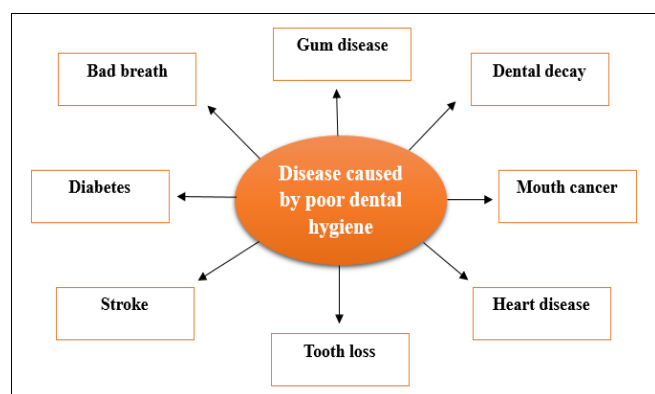 Gum disease
Bad breath
Dental decay
Disease caused
by poor dental
hygiene
Diabetes
Mouth cancer
Stroke
Heart disease
Tooth loss